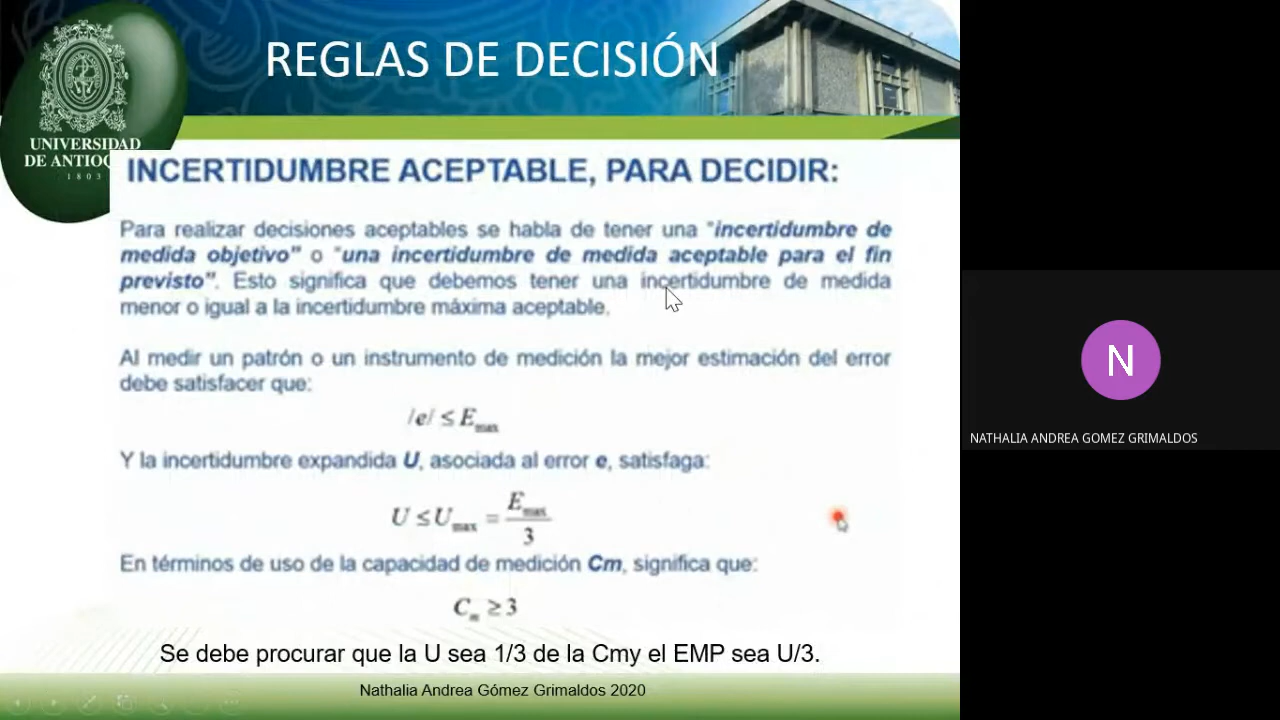 REGLAS DE DECISIÓN
UNIVERSIDAD
DE ANTIOQ
1803
INCERTIDUMBRE ACEPTABLE, PARA DECIDIR:
Para realizar decisiones aceptables se habla de tener una "incertidumbre de
medida objetivo" o "una incertidumbre de medida aceptable para el fin
previsto". Esto significa que debemos tener una incertidumbre de medida
menor o igual a la incertidumbre máxima aceptable.
Al medir un patrón o un instrumento de medición la mejor estimación del error
debe satisfacer que:
/e/ ≤ E_max
Y la incertidumbre expandida U, asociada al error e, satisfaga:
U ≤ U_max = E_max / 3
En términos de uso de la capacidad de medición Cm, significa que:
C_m ≥ 3
Se debe procurar que la U sea 1/3 de la Cmy el EMP sea U/3.
Nathalia Andrea Gómez Grimaldos 2020
N
NATHALIA ANDREA GOMEZ GRIMALDOS